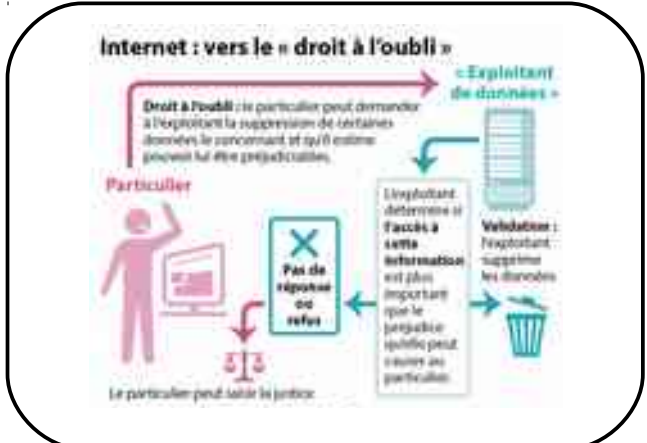 Internet : vers le « droit à l'oubli »
« Exploitant
de données »
Droit à l'oubli : le particulier peut demander
à l'exploitant la suppression de certaines
données le concernant et qu'il estime
pouvoir lui être préjudiciables.
Particulier
Pas de
réponse
ou
refus
L'exploitant
détermine si
l'accès à
cette
information
est plus
important
que le
préjudice
qu'elle peut
causer au
particulier.
Validation :
l'exploitant
supprime
les données
Le particulier peut saisir la justice